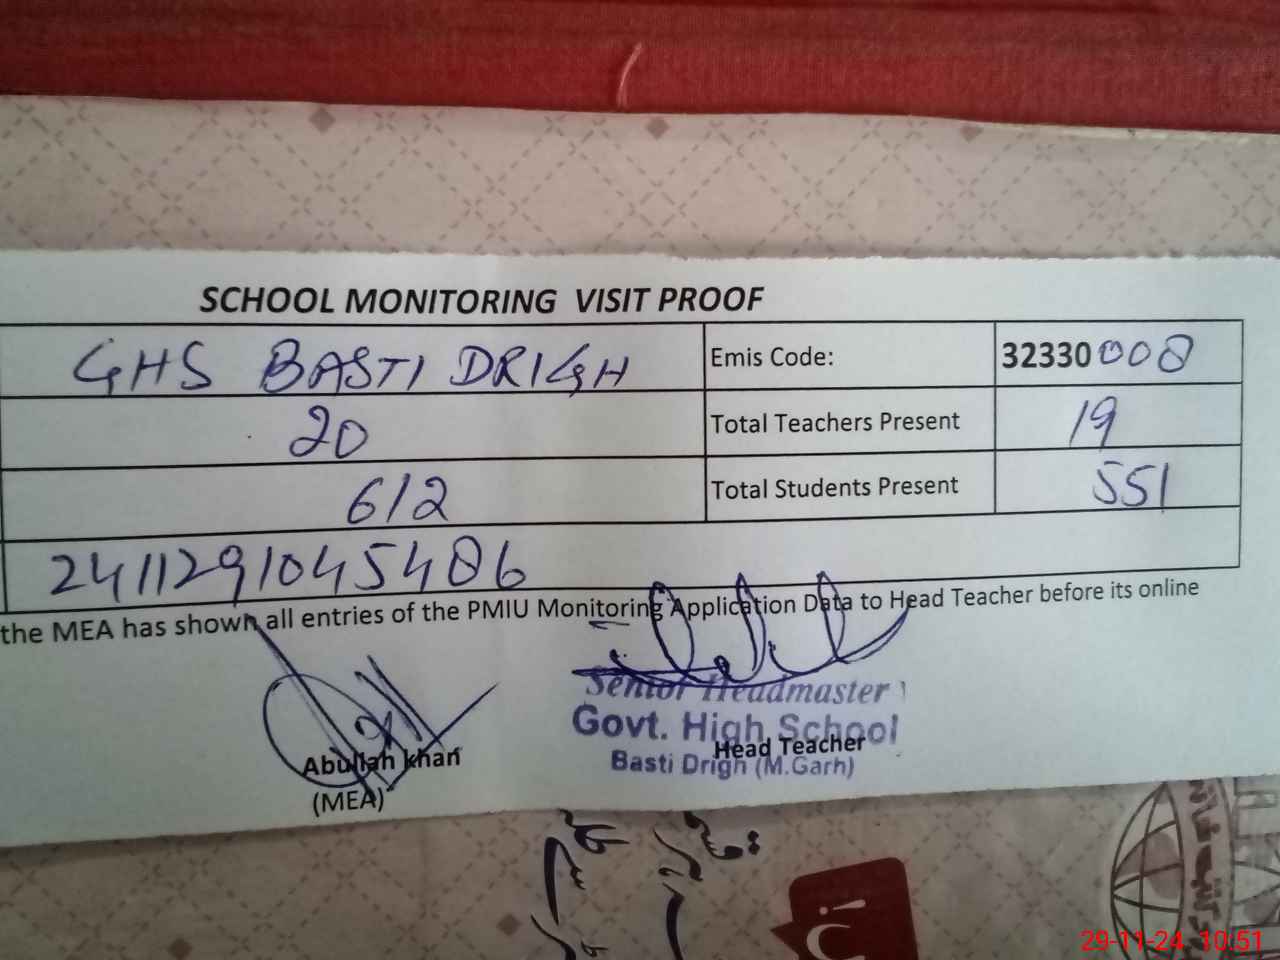 SCHOOL MONITORING VISIT PROOF
GHS BASTI DRIGH Emis Code: 32330008
20 Total Teachers Present 19
612 Total Students Present 551
24112910454086
the MEA has shown all entries of the PMIU Monitoring Application Data to Head Teacher before its online
Senior Headmaster
Govt. High School
Abullah khan Head Teacher
Basti Drigh (M.Garh)
(MEA)
29-11-24 10:51